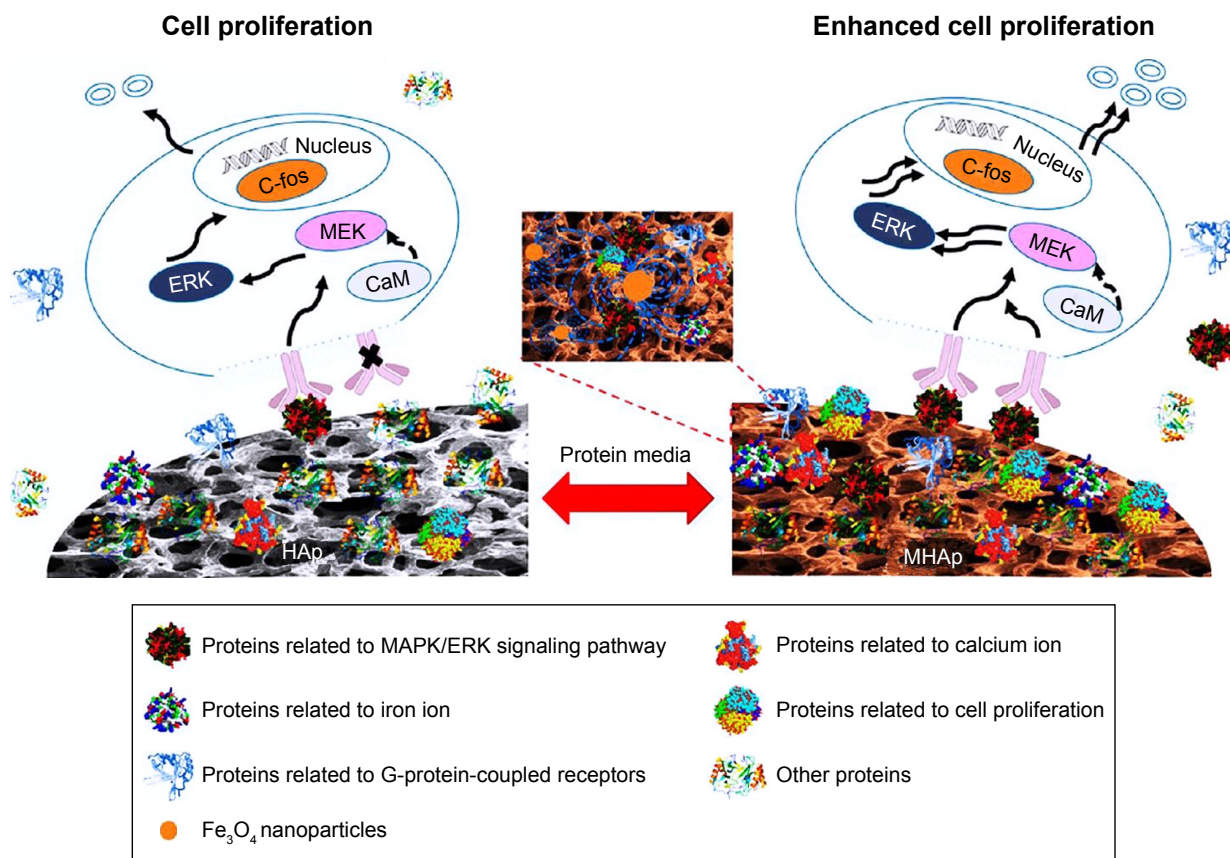 Cell proliferation
Enhanced cell proliferation
Nucleus
C-fos
MEK
ERK
CaM
Nucleus
C-fos
ERK
MEK
CaM
Protein media
HAp
MHAp
Proteins related to MAPK/ERK signaling pathway
Proteins related to calcium ion
Proteins related to iron ion
Proteins related to cell proliferation
Proteins related to G-protein-coupled receptors
Other proteins
Fe₃O₄ nanoparticles